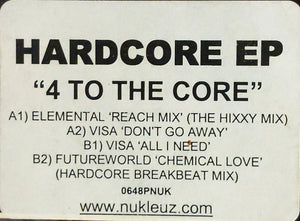 HARDCORE EP
“4 TO THE CORE”
A1) ELEMENTAL ‘REACH MIX’ (THE HIXXY MIX)
A2) VISA ‘DON'T GO AWAY’
B1) VISA ‘ALL I NEED’
B2) FUTUREWORLD ‘CHEMICAL LOVE’
(HARDCORE BREAKBEAT MIX)
0648PNUK
www.nukleuz.com